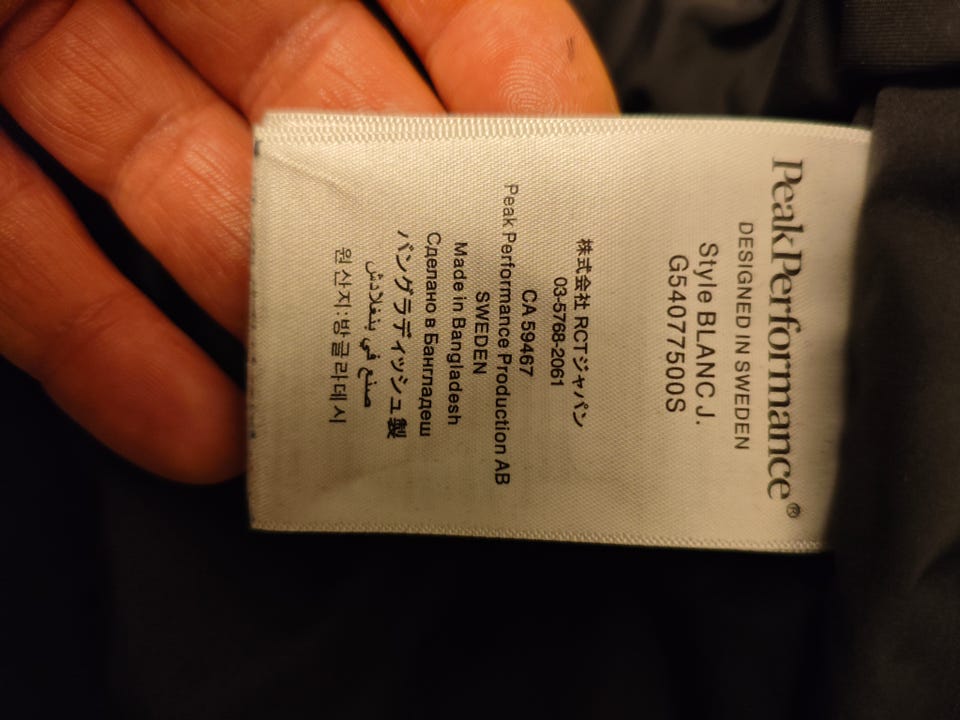 PeakPerformance®
DESIGNED IN SWEDEN
Style BLANC J.
G54077500S
株式会社 RCTジャパン
03-5768-2061
CA 59467
Peak Performance Production AB
SWEDEN
Made in Bangladesh
Сделано в Бангладеш
バングラディッシュ製
صنع في بنغلادش
원산지:방글라데시